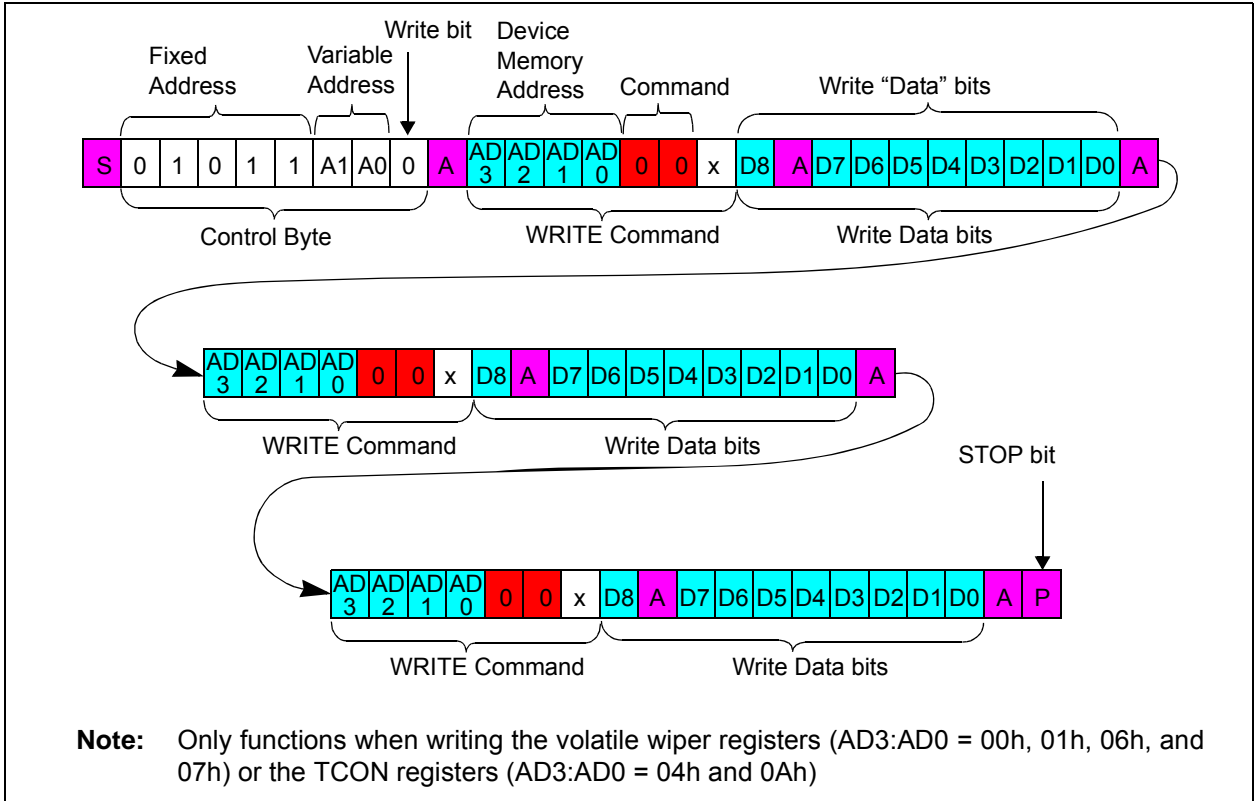 Write bit
Device
Memory
Address
Fixed
Address
Variable
Address
Command
Write “Data” bits
S 0 1 0 1 1 A1 A0 0 A AD3 AD2 AD1 AD0 0 0 x D8 A D7 D6 D5 D4 D3 D2 D1 D0 A
Control Byte
WRITE Command
Write Data bits
AD3 AD2 AD1 AD0 0 0 x D8 A D7 D6 D5 D4 D3 D2 D1 D0 A
WRITE Command
Write Data bits
STOP bit
AD3 AD2 AD1 AD0 0 0 x D8 A D7 D6 D5 D4 D3 D2 D1 D0 A P
WRITE Command
Write Data bits
Note: Only functions when writing the volatile wiper registers (AD3:AD0 = 00h, 01h, 06h, and
07h) or the TCON registers (AD3:AD0 = 04h and 0Ah)